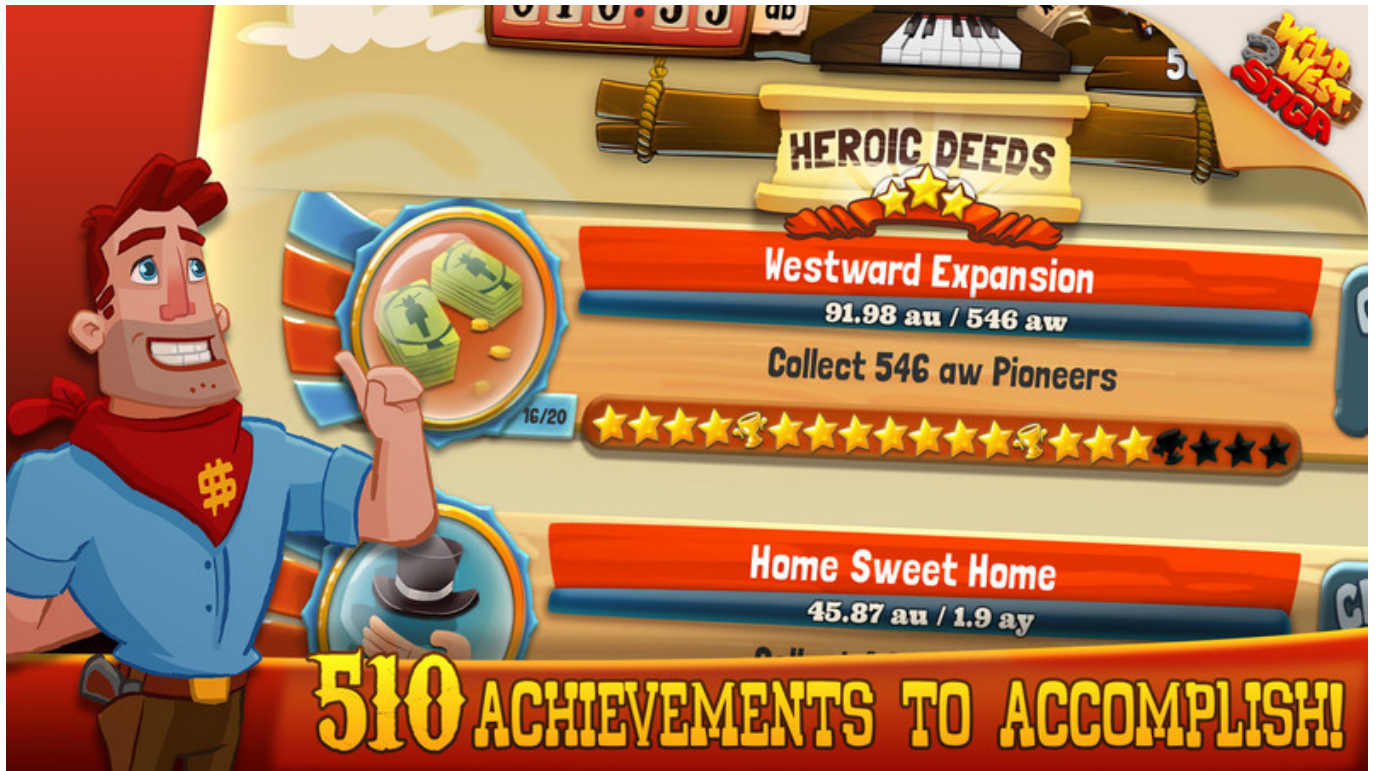 ab
WILD
WEST
SAGA
HEROIC DEEDS
Westward Expansion
91.98 au / 546 aw
Collect 546 aw Pioneers
16/20
$
Home Sweet Home
45.87 au / 1.9 ay
510 ACHIEVEMENTS TO ACCOMPLISH!